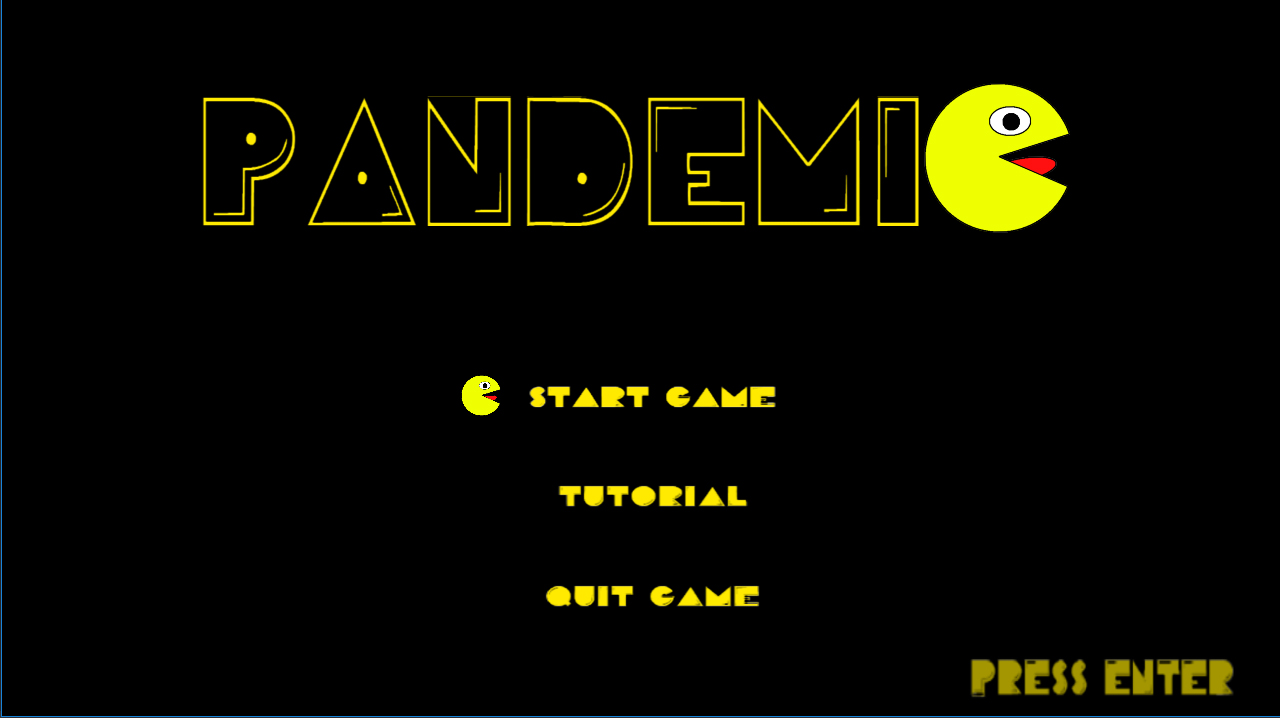 PANDEMIC
START GAME
TUTORIAL
QUIT GAME
PRESS ENTER